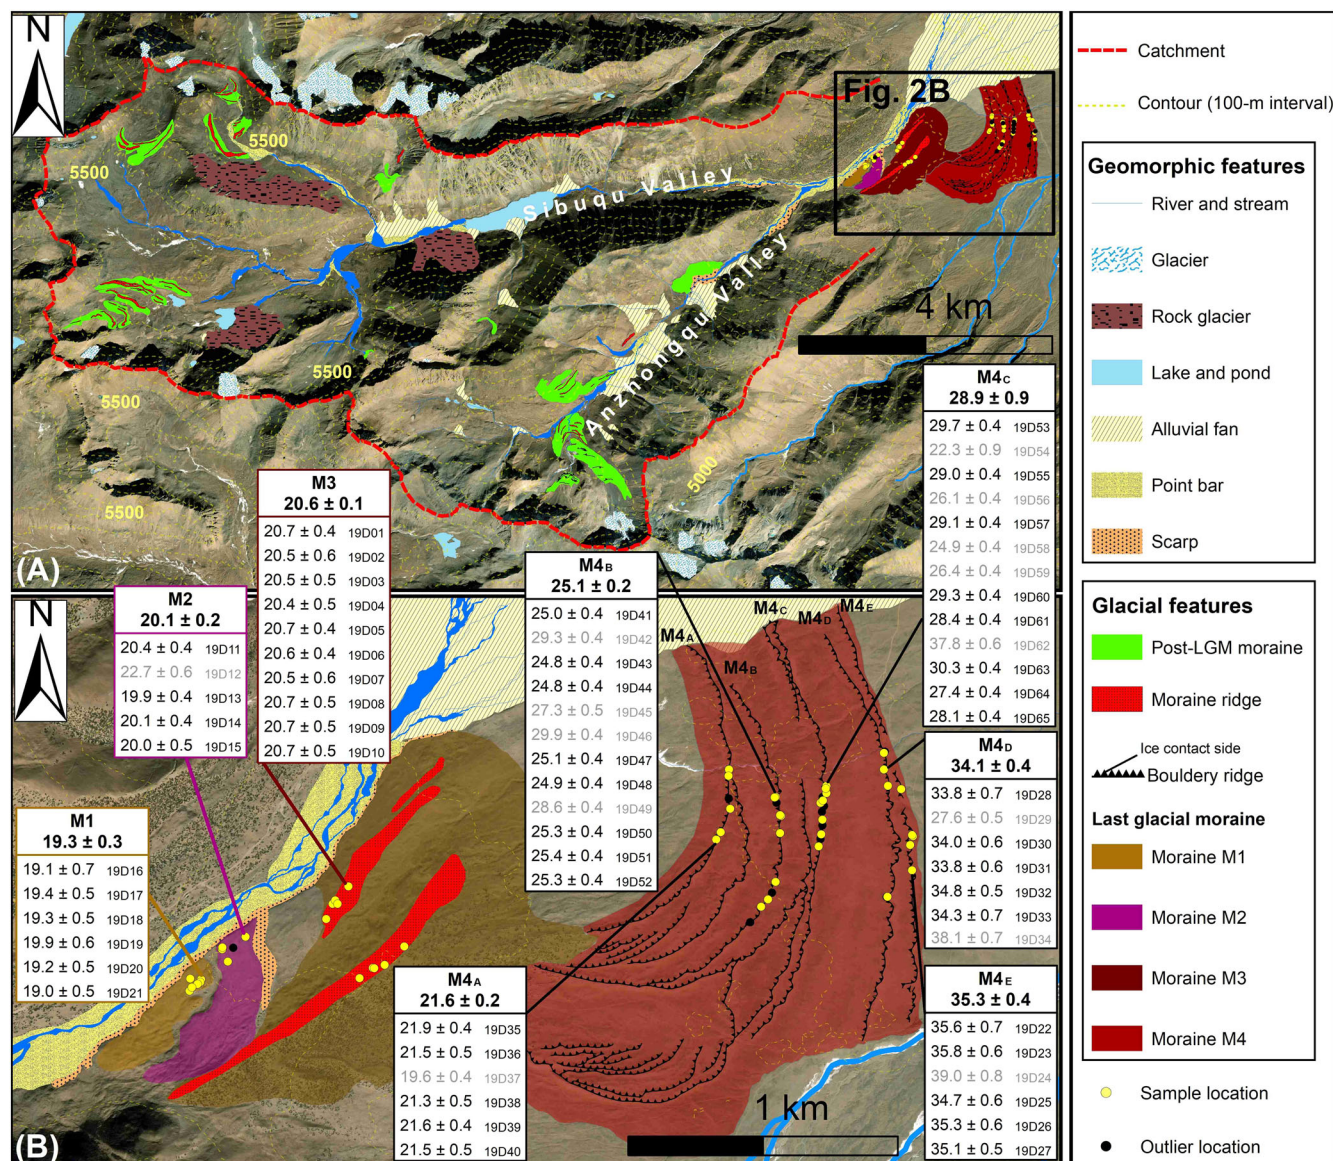 N
Fig. 2B
5500
5500
5500
5500
5500
5500
5000
Sibuqu Valley
Anzhongqu Valley
4 km
(A)
N
M4A
M4B
M4C
M4D
M4E
1 km
(B)
M1
19.3 ± 0.3
19.1 ± 0.7 19D16
19.4 ± 0.5 19D17
19.3 ± 0.5 19D18
19.9 ± 0.6 19D19
19.2 ± 0.5 19D20
19.0 ± 0.5 19D21
M2
20.1 ± 0.2
20.4 ± 0.4 19D11
22.7 ± 0.6 19D12
19.9 ± 0.4 19D13
20.1 ± 0.4 19D14
20.0 ± 0.5 19D15
M3
20.6 ± 0.1
20.7 ± 0.4 19D01
20.5 ± 0.6 19D02
20.5 ± 0.5 19D03
20.4 ± 0.5 19D04
20.7 ± 0.4 19D05
20.6 ± 0.4 19D06
20.5 ± 0.6 19D07
20.7 ± 0.5 19D08
20.7 ± 0.5 19D09
20.7 ± 0.5 19D10
M4B
25.1 ± 0.2
25.0 ± 0.4 19D41
29.3 ± 0.4 19D42
24.8 ± 0.4 19D43
24.8 ± 0.4 19D44
27.3 ± 0.5 19D45
29.9 ± 0.4 19D46
25.1 ± 0.4 19D47
24.9 ± 0.4 19D48
28.6 ± 0.4 19D49
25.3 ± 0.4 19D50
25.4 ± 0.4 19D51
25.3 ± 0.4 19D52
M4A
21.6 ± 0.2
21.9 ± 0.4 19D35
21.5 ± 0.5 19D36
19.6 ± 0.4 19D37
21.3 ± 0.5 19D38
21.6 ± 0.4 19D39
21.5 ± 0.5 19D40
M4C
28.9 ± 0.9
29.7 ± 0.4 19D53
22.3 ± 0.9 19D54
29.0 ± 0.4 19D55
26.1 ± 0.4 19D56
29.1 ± 0.4 19D57
24.9 ± 0.4 19D58
26.4 ± 0.4 19D59
29.3 ± 0.4 19D60
28.4 ± 0.4 19D61
37.8 ± 0.6 19D62
30.3 ± 0.4 19D63
27.4 ± 0.4 19D64
28.1 ± 0.4 19D65
M4D
34.1 ± 0.4
33.8 ± 0.7 19D28
27.6 ± 0.5 19D29
34.0 ± 0.6 19D30
33.8 ± 0.6 19D31
34.8 ± 0.5 19D32
34.3 ± 0.7 19D33
38.1 ± 0.7 19D34
M4E
35.3 ± 0.4
35.6 ± 0.7 19D22
35.8 ± 0.6 19D23
39.0 ± 0.8 19D24
34.7 ± 0.6 19D25
35.3 ± 0.6 19D26
35.1 ± 0.5 19D27
Catchment
Contour (100-m interval)
Geomorphic features
River and stream
Glacier
Rock glacier
Lake and pond
Alluvial fan
Point bar
Scarp
Glacial features
Post-LGM moraine
Moraine ridge
Ice contact side
Bouldery ridge
Last glacial moraine
Moraine M1
Moraine M2
Moraine M3
Moraine M4
Sample location
Outlier location